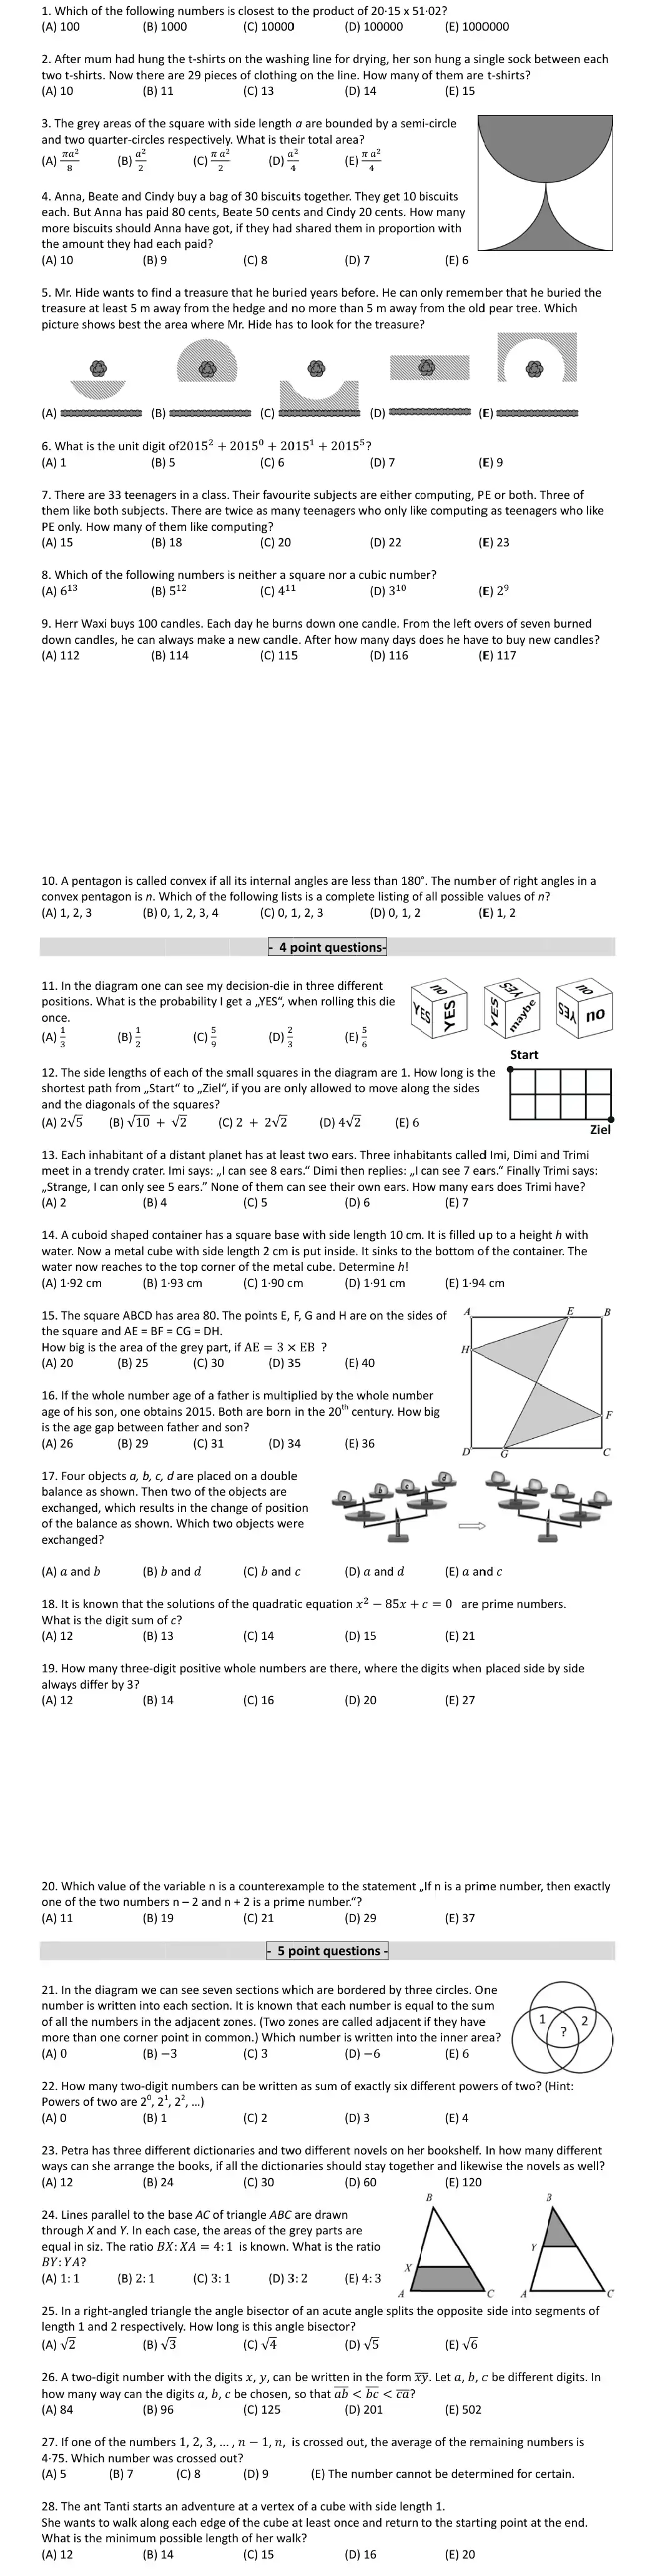 1. Which of the following numbers is closest to the product of 20·15 x 51·02?
(A) 100 (B) 1000 (C) 10000 (D) 100000 (E) 1000000
2. After mum had hung the t-shirts on the washing line for drying, her son hung a single sock between each
two t-shirts. Now there are 29 pieces of clothing on the line. How many of them are t-shirts?
(A) 10 (B) 11 (C) 13 (D) 14 (E) 15
3. The grey areas of the square with side length a are bounded by a semi-circle
and two quarter-circles respectively. What is their total area?
(A) πa²/8 (B) a²/2 (C) π a²/2 (D) a²/4 (E) π a²/4
4. Anna, Beate and Cindy buy a bag of 30 biscuits together. They get 10 biscuits
each. But Anna has paid 80 cents, Beate 50 cents and Cindy 20 cents. How many
more biscuits should Anna have got, if they had shared them in proportion with
the amount they had each paid?
(A) 10 (B) 9 (C) 8 (D) 7 (E) 6
5. Mr. Hide wants to find a treasure that he buried years before. He can only remember that he buried the
treasure at least 5 m away from the hedge and no more than 5 m away from the old pear tree. Which
picture shows best the area where Mr. Hide has to look for the treasure?
(A) (B) (C) (D) (E)
6. What is the unit digit of2015² + 2015⁰ + 2015¹ + 2015⁵?
(A) 1 (B) 5 (C) 6 (D) 7 (E) 9
7. There are 33 teenagers in a class. Their favourite subjects are either computing, PE or both. Three of
them like both subjects. There are twice as many teenagers who only like computing as teenagers who like
PE only. How many of them like computing?
(A) 15 (B) 18 (C) 20 (D) 22 (E) 23
8. Which of the following numbers is neither a square nor a cubic number?
(A) 6¹³ (B) 5¹² (C) 4¹¹ (D) 3¹⁰ (E) 2⁹
9. Herr Waxi buys 100 candles. Each day he burns down one candle. From the left overs of seven burned
down candles, he can always make a new candle. After how many days does he have to buy new candles?
(A) 112 (B) 114 (C) 115 (D) 116 (E) 117
10. A pentagon is called convex if all its internal angles are less than 180°. The number of right angles in a
convex pentagon is n. Which of the following lists is a complete listing of all possible values of n?
(A) 1, 2, 3 (B) 0, 1, 2, 3, 4 (C) 0, 1, 2, 3 (D) 0, 1, 2 (E) 1, 2
- 4 point questions-
11. In the diagram one can see my decision-die in three different
positions. What is the probability I get a „YES“, when rolling this die
once.
(A) 1/3 (B) 1/2 (C) 5/9 (D) 2/3 (E) 5/6
no YES YES YES YES maybe no YES no
12. The side lengths of each of the small squares in the diagram are 1. How long is the
shortest path from „Start“ to „Ziel“, if you are only allowed to move along the sides
and the diagonals of the squares?
(A) 2√5 (B) √10 + √2 (C) 2 + 2√2 (D) 4√2 (E) 6
Start
Ziel
13. Each inhabitant of a distant planet has at least two ears. Three inhabitants called Imi, Dimi and Trimi
meet in a trendy crater. Imi says: „I can see 8 ears.“ Dimi then replies: „I can see 7 ears.“ Finally Trimi says:
„Strange, I can only see 5 ears.” None of them can see their own ears. How many ears does Trimi have?
(A) 2 (B) 4 (C) 5 (D) 6 (E) 7
14. A cuboid shaped container has a square base with side length 10 cm. It is filled up to a height h with
water. Now a metal cube with side length 2 cm is put inside. It sinks to the bottom of the container. The
water now reaches to the top corner of the metal cube. Determine h!
(A) 1·92 cm (B) 1·93 cm (C) 1·90 cm (D) 1·91 cm (E) 1·94 cm
15. The square ABCD has area 80. The points E, F, G and H are on the sides of
the square and AE = BF = CG = DH.
How big is the area of the grey part, if AE = 3 × EB ?
(A) 20 (B) 25 (C) 30 (D) 35 (E) 40
A E B
H
F
D G C
16. If the whole number age of a father is multiplied by the whole number
age of his son, one obtains 2015. Both are born in the 20th century. How big
is the age gap between father and son?
(A) 26 (B) 29 (C) 31 (D) 34 (E) 36
17. Four objects a, b, c, d are placed on a double
balance as shown. Then two of the objects are
exchanged, which results in the change of position
of the balance as shown. Which two objects were
exchanged?
a b c d
(A) a and b (B) b and d (C) b and c (D) a and d (E) a and c
18. It is known that the solutions of the quadratic equation x² − 85x + c = 0 are prime numbers.
What is the digit sum of c?
(A) 12 (B) 13 (C) 14 (D) 15 (E) 21
19. How many three-digit positive whole numbers are there, where the digits when placed side by side
always differ by 3?
(A) 12 (B) 14 (C) 16 (D) 20 (E) 27
20. Which value of the variable n is a counterexample to the statement „If n is a prime number, then exactly
one of the two numbers n – 2 and n + 2 is a prime number.“?
(A) 11 (B) 19 (C) 21 (D) 29 (E) 37
- 5 point questions -
21. In the diagram we can see seven sections which are bordered by three circles. One
number is written into each section. It is known that each number is equal to the sum
of all the numbers in the adjacent zones. (Two zones are called adjacent if they have
more than one corner point in common.) Which number is written into the inner area?
(A) 0 (B) −3 (C) 3 (D) −6 (E) 6
1 2
?
22. How many two-digit numbers can be written as sum of exactly six different powers of two? (Hint:
Powers of two are 2⁰, 2¹, 2², ...)
(A) 0 (B) 1 (C) 2 (D) 3 (E) 4
23. Petra has three different dictionaries and two different novels on her bookshelf. In how many different
ways can she arrange the books, if all the dictionaries should stay together and likewise the novels as well?
(A) 12 (B) 24 (C) 30 (D) 60 (E) 120
24. Lines parallel to the base AC of triangle ABC are drawn
through X and Y. In each case, the areas of the grey parts are
equal in siz. The ratio BX: XA = 4: 1 is known. What is the ratio
BY: YA?
(A) 1: 1 (B) 2: 1 (C) 3: 1 (D) 3: 2 (E) 4: 3
B
X
A C
B
Y
A C
25. In a right-angled triangle the angle bisector of an acute angle splits the opposite side into segments of
length 1 and 2 respectively. How long is this angle bisector?
(A) √2 (B) √3 (C) √4 (D) √5 (E) √6
26. A two-digit number with the digits x, y, can be written in the form x̅y̅. Let a, b, c be different digits. In
how many way can the digits a, b, c be chosen, so that a̅b̅ < b̅c̅ < c̅a̅?
(A) 84 (B) 96 (C) 125 (D) 201 (E) 502
27. If one of the numbers 1, 2, 3, ... , n − 1, n, is crossed out, the average of the remaining numbers is
4·75. Which number was crossed out?
(A) 5 (B) 7 (C) 8 (D) 9 (E) The number cannot be determined for certain.
28. The ant Tanti starts an adventure at a vertex of a cube with side length 1.
She wants to walk along each edge of the cube at least once and return to the starting point at the end.
What is the minimum possible length of her walk?
(A) 12 (B) 14 (C) 15 (D) 16 (E) 20